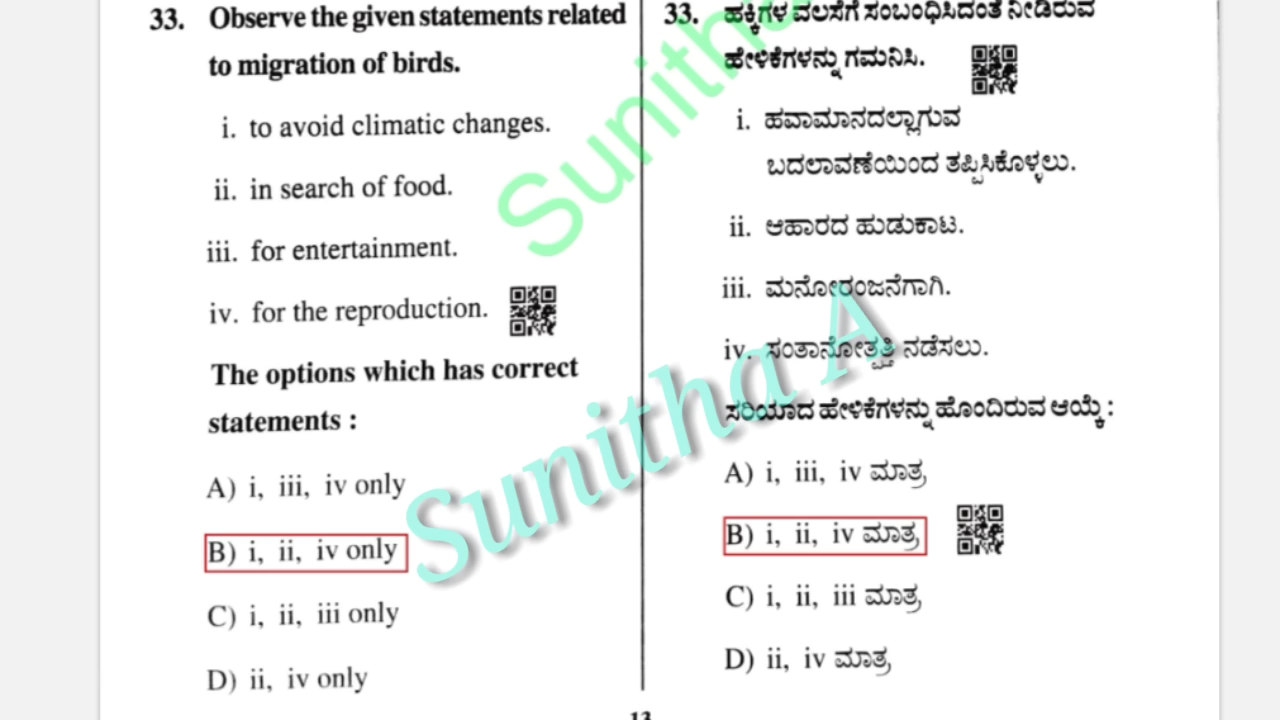 33. Observe the given statements related
to migration of birds.
i. to avoid climatic changes.
ii. in search of food.
iii. for entertainment.
iv. for the reproduction.
The options which has correct
statements :
A) i, iii, iv only
B) i, ii, iv only
C) i, ii, iii only
D) ii, iv only
33. ಹಕ್ಕಿಗಳ ವಲಸೆಗೆ ಸಂಬಂಧಿಸಿದಂತೆ ನೀಡಿರುವ
ಹೇಳಿಕೆಗಳನ್ನು ಗಮನಿಸಿ.
i. ಹವಾಮಾನದಲ್ಲಾಗುವ
ಬದಲಾವಣೆಯಿಂದ ತಪ್ಪಿಸಿಕೊಳ್ಳಲು.
ii. ಆಹಾರದ ಹುಡುಕಾಟ.
iii. ಮನೋರಂಜನೆಗಾಗಿ.
iv. ಸಂತಾನೋತ್ಪತ್ತಿ ನಡೆಸಲು.
ಸರಿಯಾದ ಹೇಳಿಕೆಗಳನ್ನು ಹೊಂದಿರುವ ಆಯ್ಕೆ :
A) i, iii, iv ಮಾತ್ರ
B) i, ii, iv ಮಾತ್ರ
C) i, ii, iii ಮಾತ್ರ
D) ii, iv ಮಾತ್ರ
Sunitha
Sunitha A
13